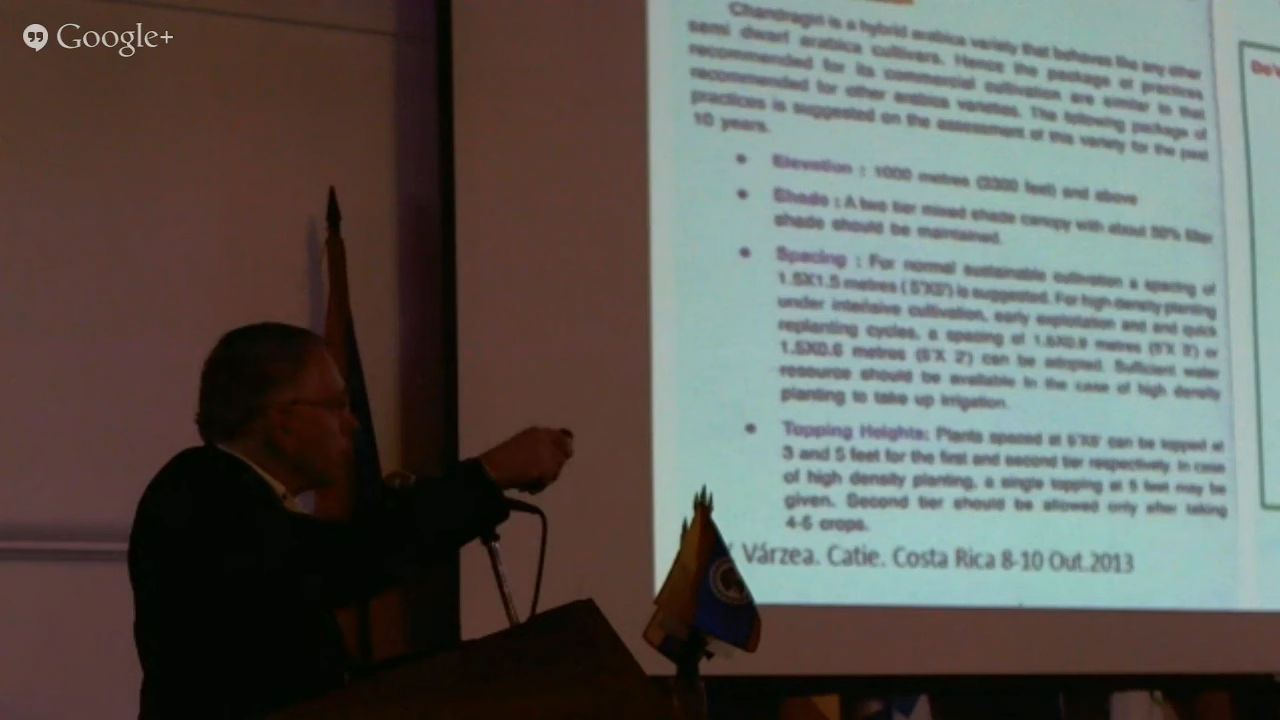 Google+
Chandragiri is a hybrid arabica variety that behaves like any other
semi dwarf arabica cultivars. Hence the package of practices
recommended for its commercial cultivation are similar to that
recommended for other arabica varieties. The following package of
practices is suggested on the assessment of this variety for the past
10 years.
• Elevation : 1000 metres (3300 feet) and above
• Shade : A two tier mixed shade canopy with about 50% filter
shade should be maintained.
• Spacing : For normal sustainable cultivation a spacing of
1.5X1.5 metres ( 5'X5') is suggested. For high density planting
under intensive cultivation, early exploitation and and quick
replanting cycles, a spacing of 1.5X0.9 metres (5'X 3') or
1.5X0.6 metres (5'X 2') can be adopted. Sufficient water
resource should be available in the case of high density
planting to take up irrigation.
• Topping Heights: Plants spaced at 5'X5' can be topped at
3 and 5 feet for the first and second tier respectively. In case
of high density planting, a single topping at 5 feet may be
given. Second tier should be allowed only after taking
4-5 crops.
Várzea. Catie. Costa Rica 8-10 Out.2013